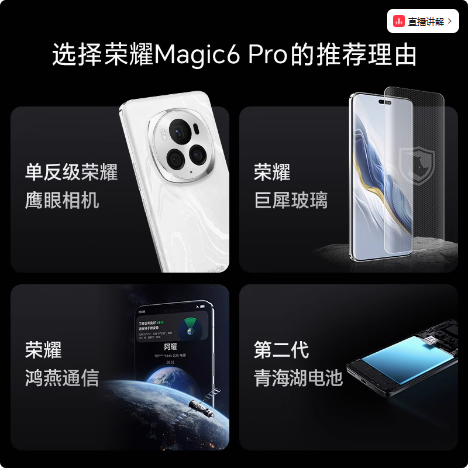 直播讲解
选择荣耀Magic6 Pro的推荐理由
单反级荣耀
鹰眼相机
荣耀
巨犀玻璃
荣耀
鸿燕通信
阿耀
第二代
青海湖电池